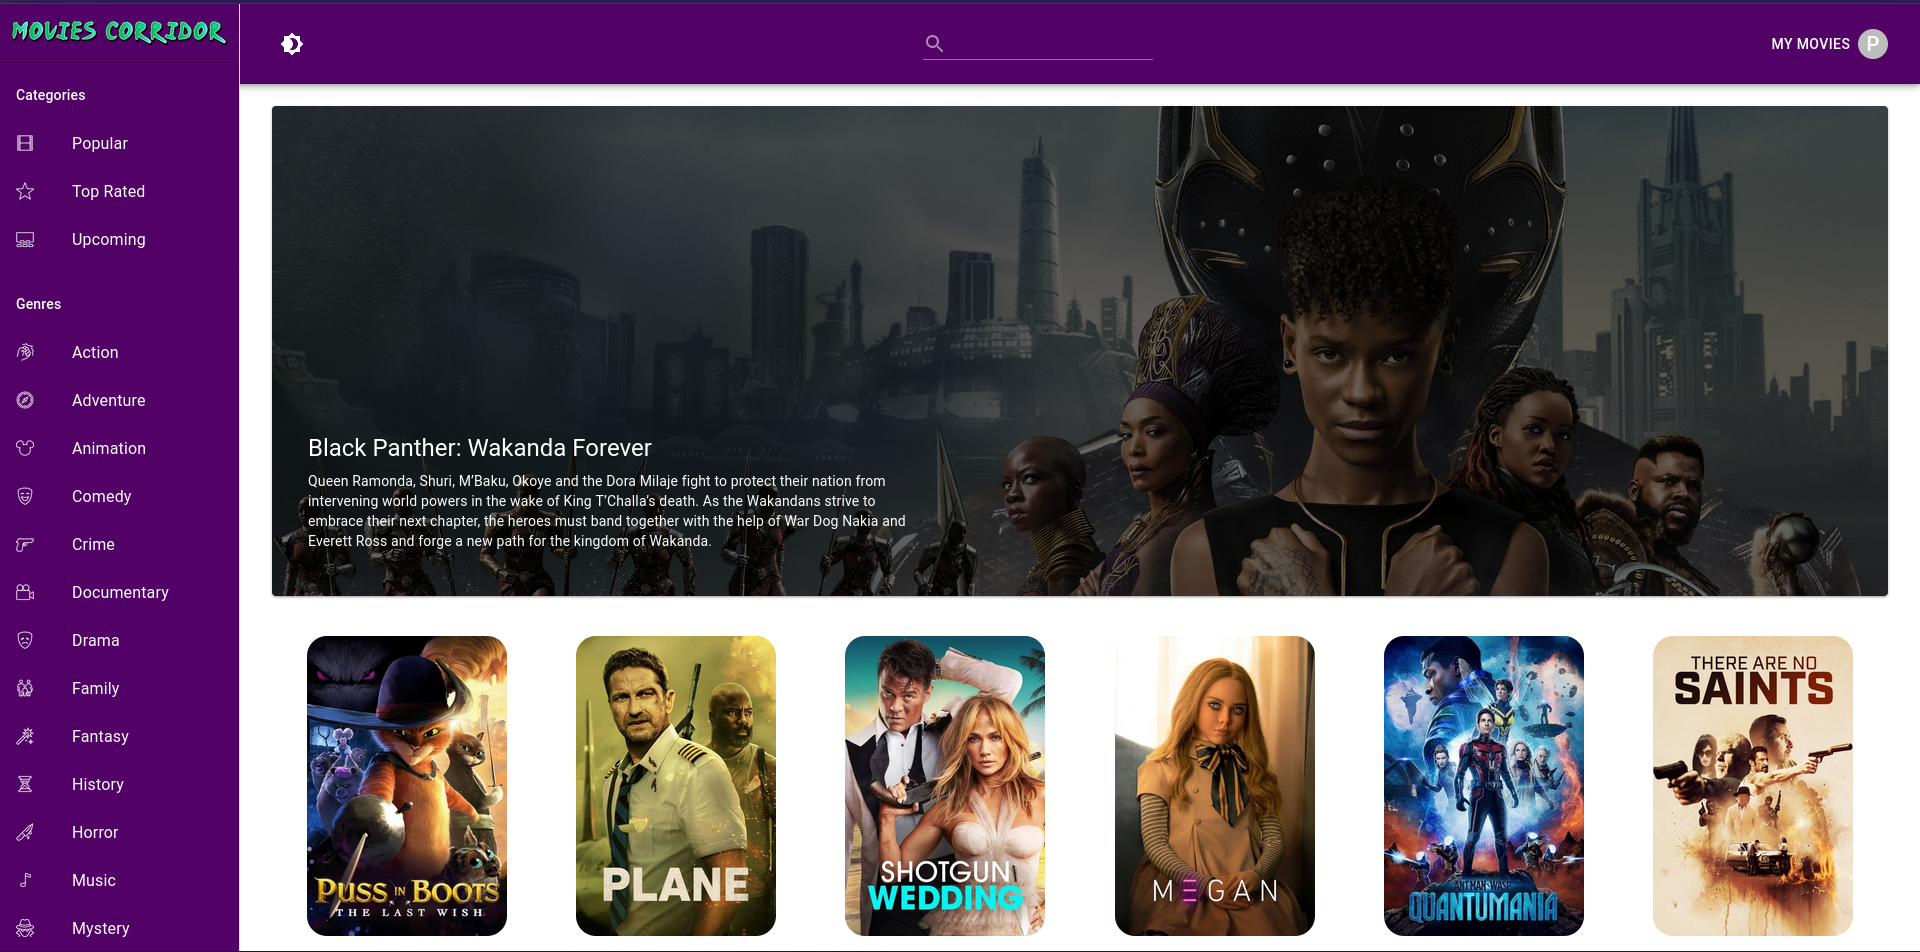 MOVIES CORRIDOR
MY MOVIES P
Categories
Popular
Top Rated
Upcoming
Genres
Action
Adventure
Animation
Comedy
Crime
Documentary
Drama
Family
Fantasy
History
Horror
Music
Mystery
Black Panther: Wakanda Forever
Queen Ramonda, Shuri, M’Baku, Okoye and the Dora Milaje fight to protect their nation from
intervening world powers in the wake of King T’Challa’s death. As the Wakandans strive to
embrace their next chapter, the heroes must band together with the help of War Dog Nakia and
Everett Ross and forge a new path for the kingdom of Wakanda.
PUSS IN BOOTS
THE LAST WISH
PLANE
SHOTGUN
WEDDING
M Ξ G A N
ANT-MAN AND THE WASP
QUANTUMANIA
THERE ARE NO
SAINTS